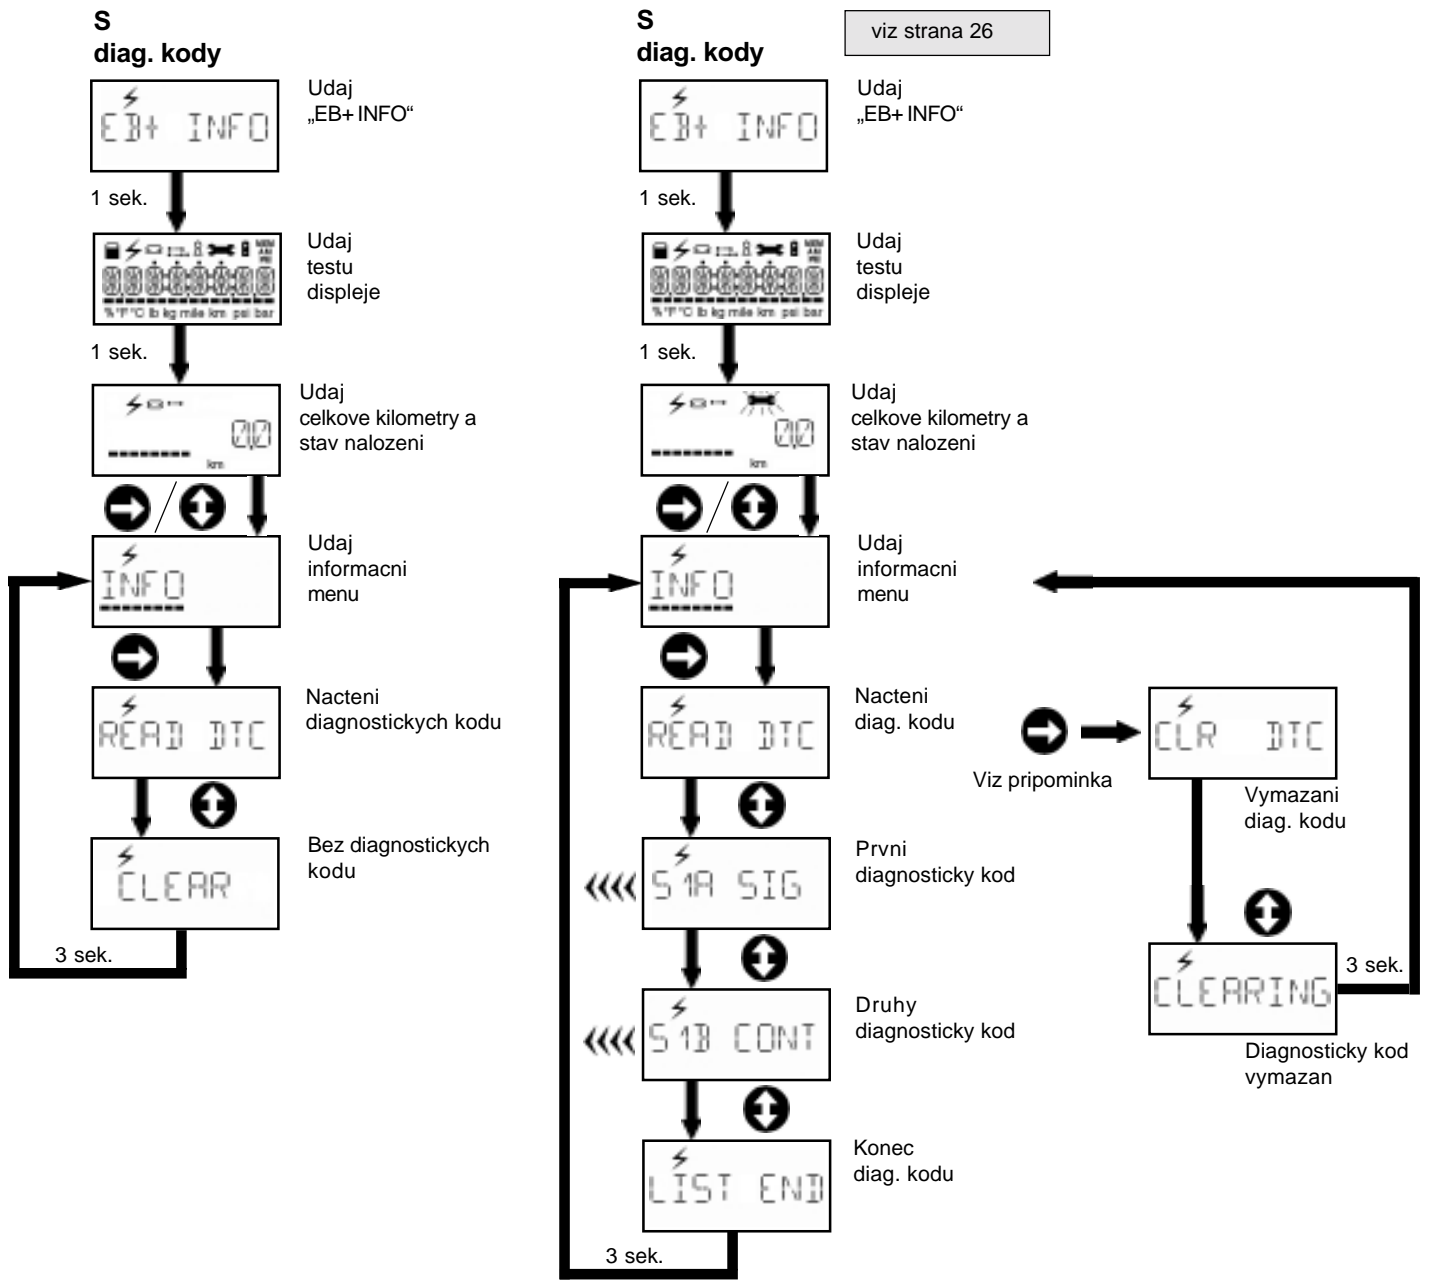 S
diag. kody
EB+ INFO
Udaj
„EB+ INFO“
1 sek.
Udaj
testu
displeje
% °F °C lb kg mile km psi bar
1 sek.
Udaj
celkove kilometry a
stav nalozeni
0,0
km
Udaj
informacni
menu
INFO
Nacteni
diagnostickych kodu
READ DTC
Bez diagnostickych
kodu
CLEAR
3 sek.
S
diag. kody
viz strana 26
EB+ INFO
Udaj
„EB+ INFO“
1 sek.
Udaj
testu
displeje
% °F °C lb kg mile km psi bar
1 sek.
Udaj
celkove kilometry a
stav nalozeni
0,0
km
Udaj
informacni
menu
INFO
Nacteni
diag. kodu
READ DTC
Prvni
diagnosticky kod
S1A SIG
Druhy
diagnosticky kod
S1B CONT
Konec
diag. kodu
LIST END
3 sek.
Viz pripominka
CLR DTC
Vymazani
diag. kodu
CLEARING
3 sek.
Diagnosticky kod
vymazan